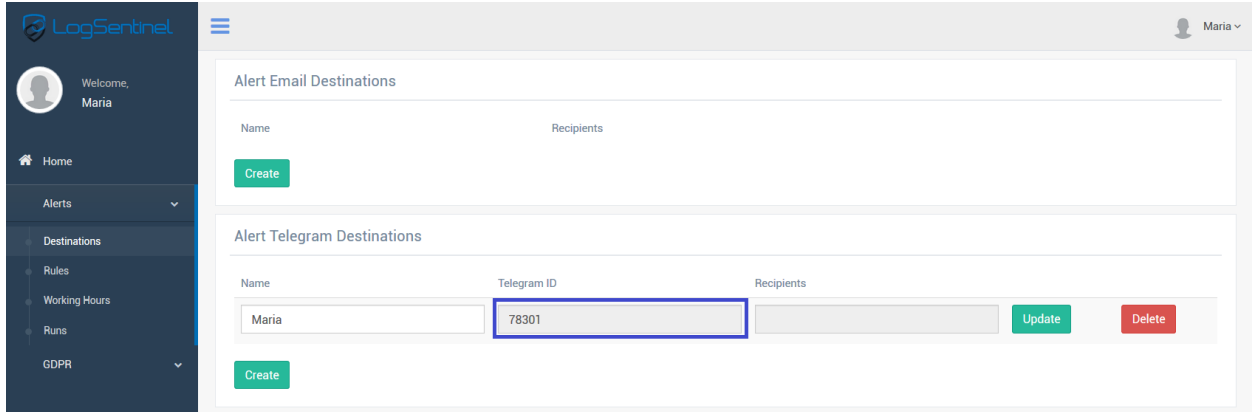 LogSentinel
Maria
Welcome,
Maria
Home
Alerts
Destinations
Rules
Working Hours
Runs
GDPR
Alert Email Destinations
Name Recipients
Create
Alert Telegram Destinations
Name Telegram ID Recipients
Maria 78301 Update Delete
Create